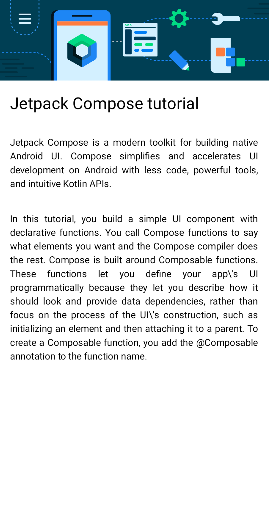 Jetpack Compose tutorial
Jetpack Compose is a modern toolkit for building native
Android UI. Compose simplifies and accelerates UI
development on Android with less code, powerful tools,
and intuitive Kotlin APIs.
In this tutorial, you build a simple UI component with
declarative functions. You call Compose functions to say
what elements you want and the Compose compiler does
the rest. Compose is built around Composable functions.
These functions let you define your app\'s UI
programmatically because they let you describe how it
should look and provide data dependencies, rather than
focus on the process of the UI\'s construction, such as
initializing an element and then attaching it to a parent. To
create a Composable function, you add the @Composable
annotation to the function name.